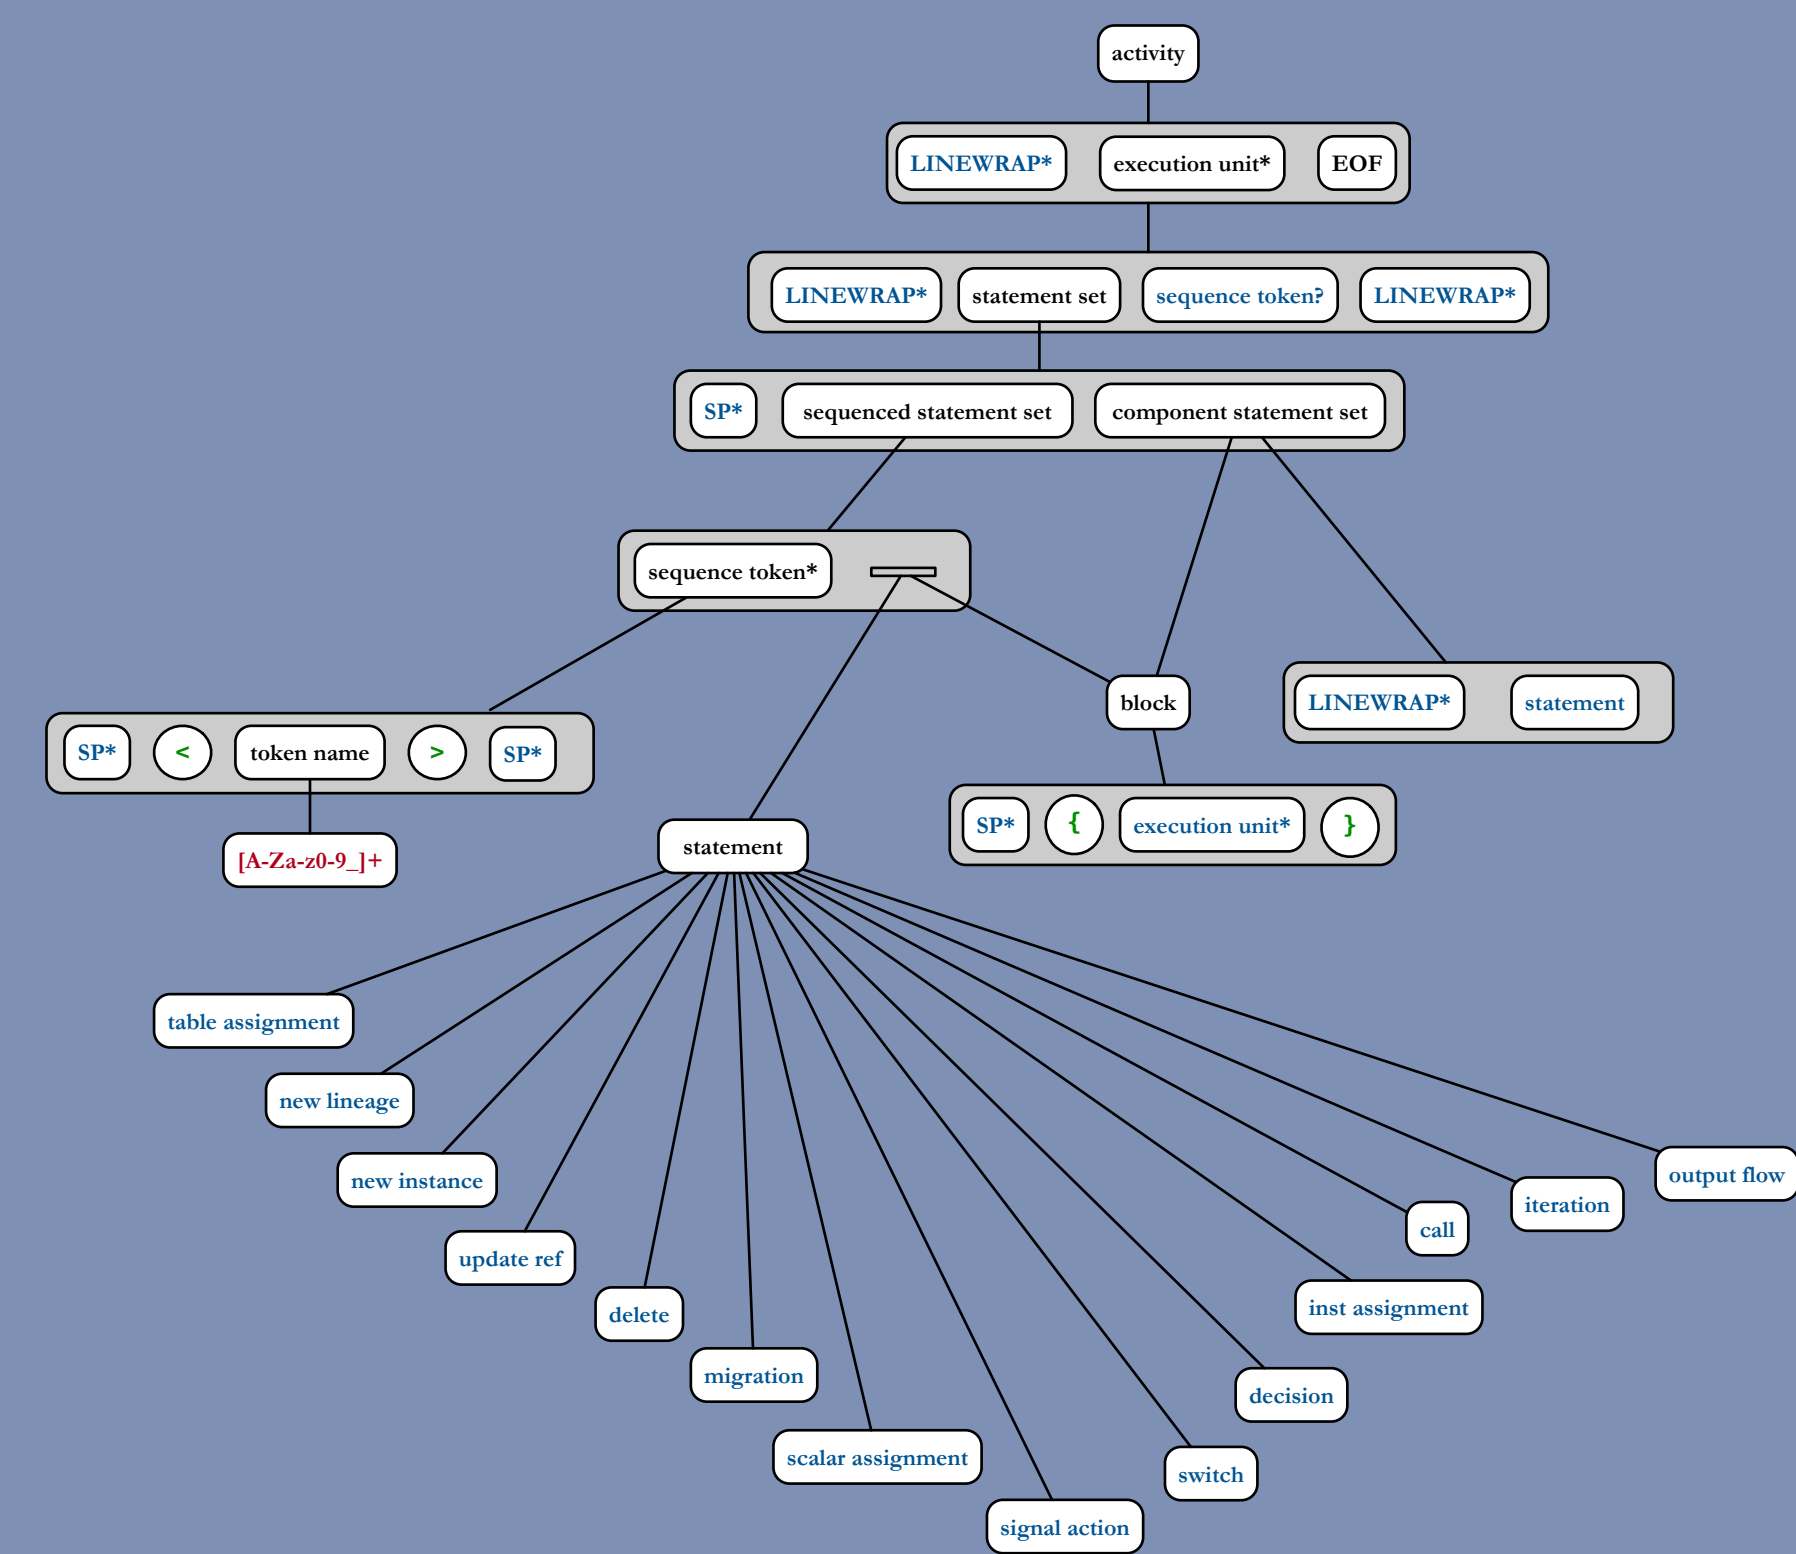 activity
LINEWRAP* execution unit* EOF
LINEWRAP* statement set sequence token? LINEWRAP*
SP* sequenced statement set component statement set
sequence token*
block
LINEWRAP* statement
SP* < token name > SP*
SP* { execution unit* }
statement
[A-Za-z0-9_]+
table assignment
new lineage
new instance
update ref
delete
migration
scalar assignment
signal action
switch
decision
inst assignment
call
iteration
output flow